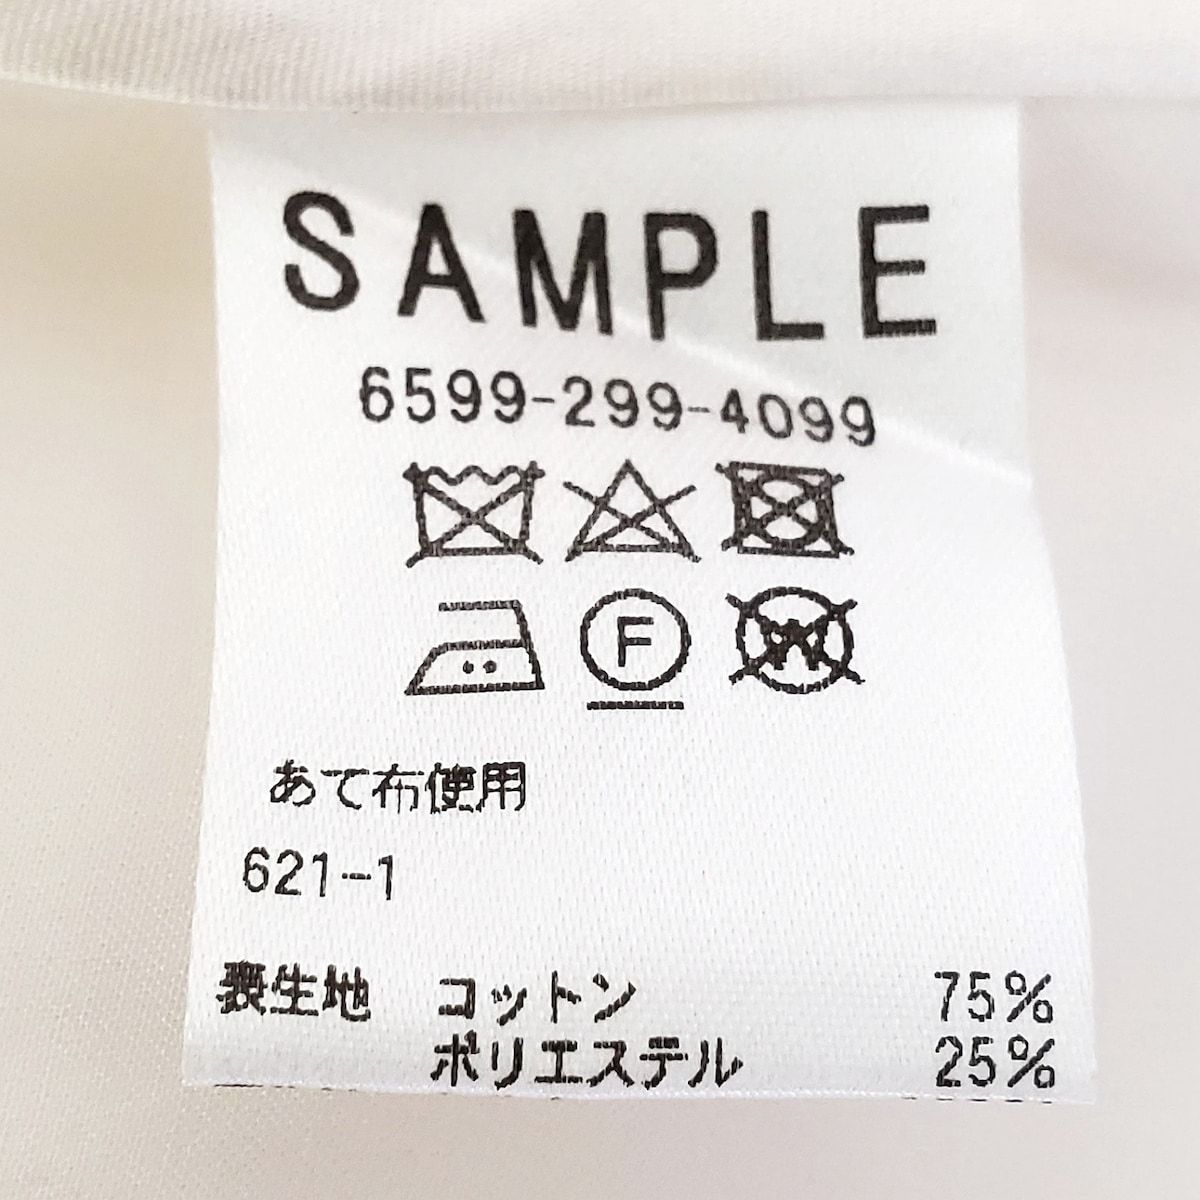 SAMPLE
6599-299-4099
F
W
あて布使用
621-1
表生地 コットン 75%
ポリエステル 25%